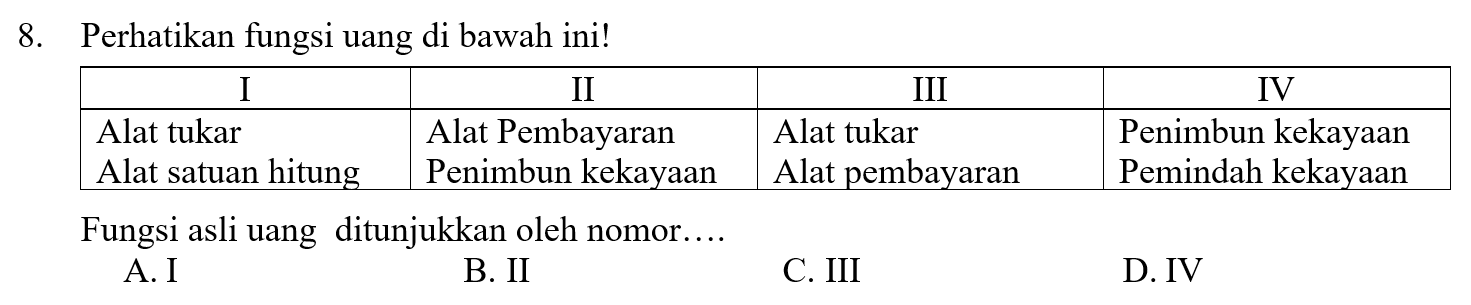 8. Perhatikan fungsi uang di bawah ini!
I II III IV
Alat tukar Alat Pembayaran Alat tukar Penimbun kekayaan
Alat satuan hitung Penimbun kekayaan Alat pembayaran Pemindah kekayaan
Fungsi asli uang ditunjukkan oleh nomor….
A. I B. II C. III D. IV